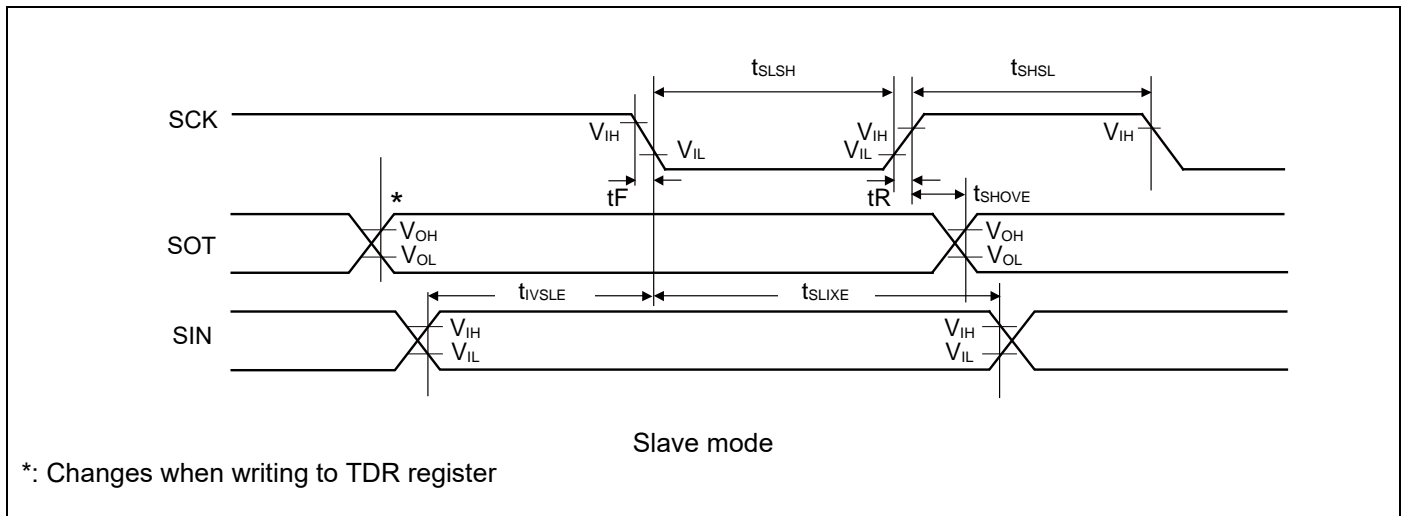 tSLSH
tSHSL
SCK
VIH
VIL
VIL
VIH
VIH
tF
tR
tSHOVE
*
SOT
VOH
VOL
VOH
VOL
tIVSLE
tSLIXE
SIN
VIH
VIL
VIH
VIL
Slave mode
*: Changes when writing to TDR register